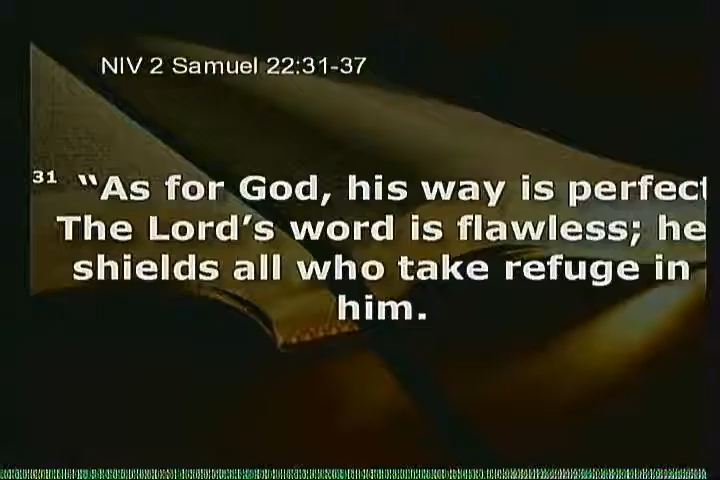 NIV 2 Samuel 22:31-37
31 “As for God, his way is perfect
The Lord’s word is flawless; he
shields all who take refuge in
him.